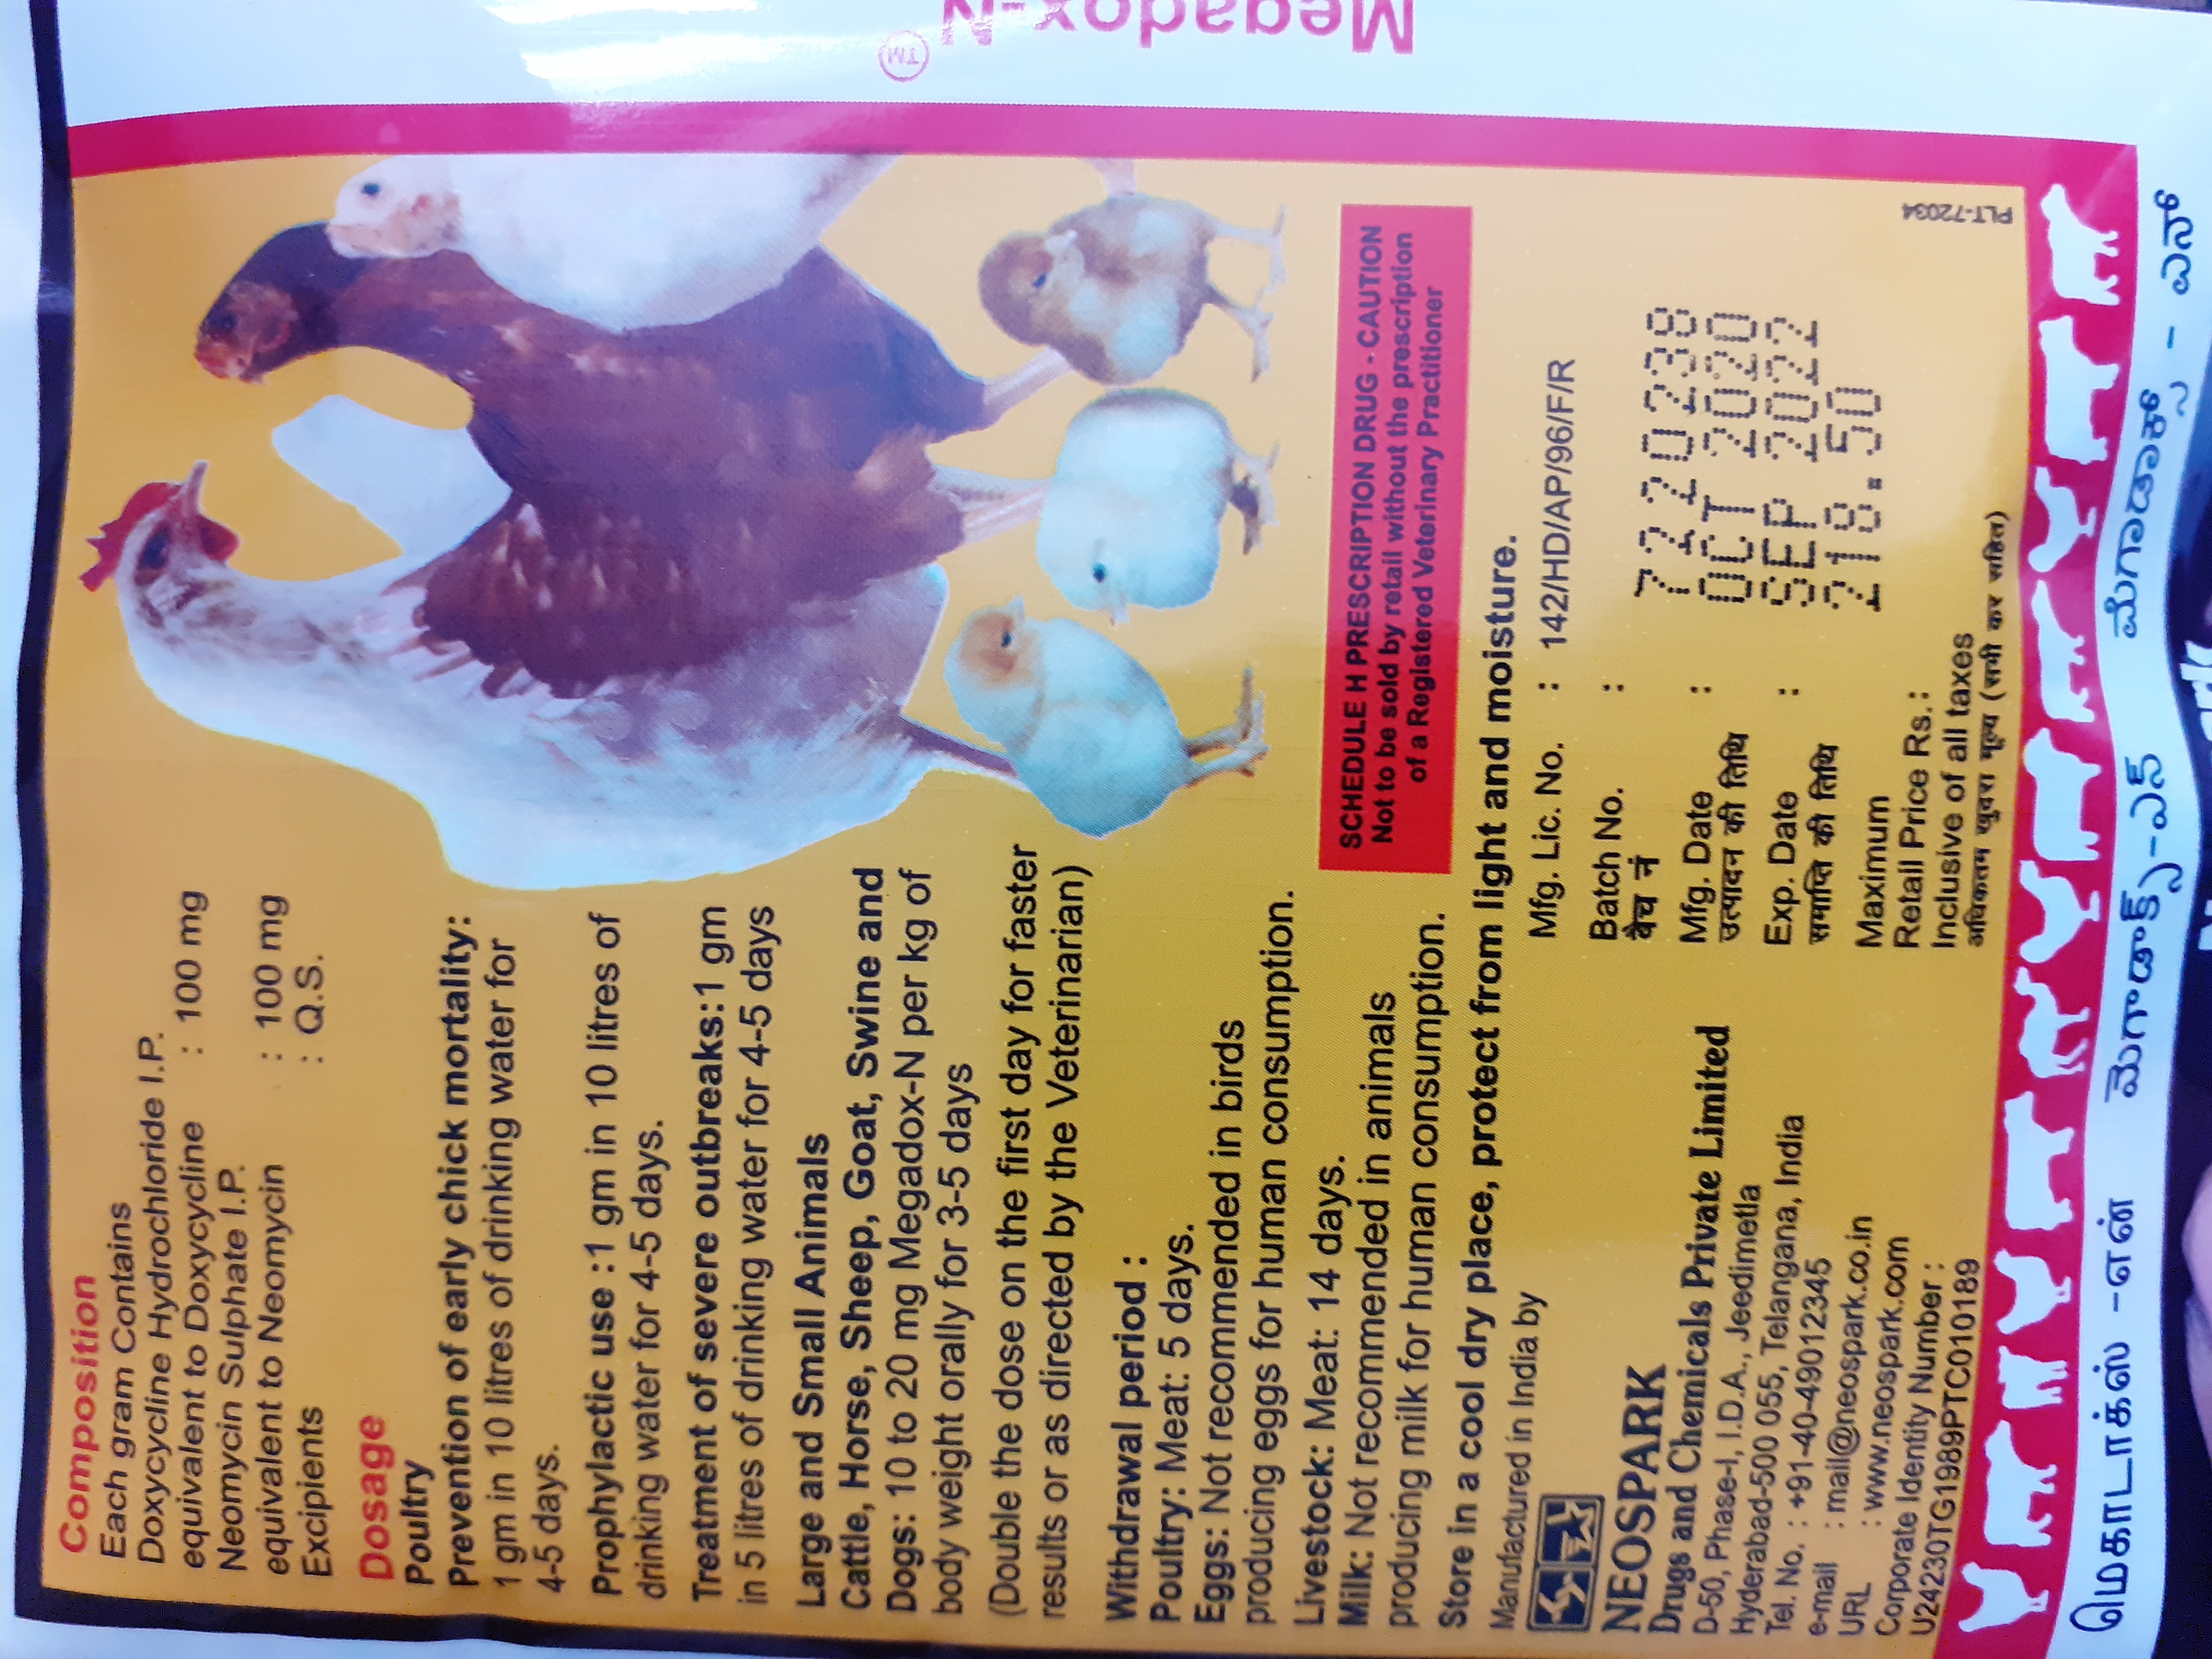 Composition
Each gram Contains
Doxycycline Hydrochloride I.P.
equivalent to Doxycycline : 100 mg
Neomycin Sulphate I.P.
equivalent to Neomycin : 100 mg
Excipients : Q.S.
Dosage
Poultry
Prevention of early chick mortality:
1 gm in 10 litres of drinking water for
4-5 days.
Prophylactic use :1 gm in 10 litres of
drinking water for 4-5 days.
Treatment of severe outbreaks:1 gm
in 5 litres of drinking water for 4-5 days
Large and Small Animals
Cattle, Horse, Sheep, Goat, Swine and
Dogs: 10 to 20 mg Megadox-N per kg of
body weight orally for 3-5 days
(Double the dose on the first day for faster
results or as directed by the Veterinarian)
Withdrawal period :
Poultry: Meat: 5 days.
Eggs: Not recommended in birds
producing eggs for human consumption.
Livestock: Meat: 14 days.
Milk: Not recommended in animals
producing milk for human consumption.
SCHEDULE H PRESCRIPTION DRUG - CAUTION
Not to be sold by retail without the prescription
of a Registered Veterinary Practitioner
Store in a cool dry place, protect from light and moisture.
Manufactured in India by
NEOSPARK
Drugs and Chemicals Private Limited
D-50, Phase-I, I.D.A., Jeedimetla
Hyderabad-500 055, Telangana, India
Tel. No. : +91-40-49012345
e-mail : mail@neospark.co.in
URL : www.neospark.com
Corporate Identity Number :
U24230TG1989PTC010189
Mfg. Lic. No. : 142/HD/AP/96/F/R
Batch No. : 7220238
बैच नं
Mfg. Date : OCT 2020
उत्पादन की तिथि
Exp. Date : SEP 2022
समाप्ति की तिथि
218.50
Maximum
Retail Price Rs.:
Inclusive of all taxes
अधिकतम खुदरा मूल्य (सभी कर सहित)
PLT-72034
Megadox-N TM
மெகாடாக்ஸ் -என் మెగాడాక్స్-ఎన్ ಮೆಗಾಡಾಕ್ಸ್ - ಎನ್